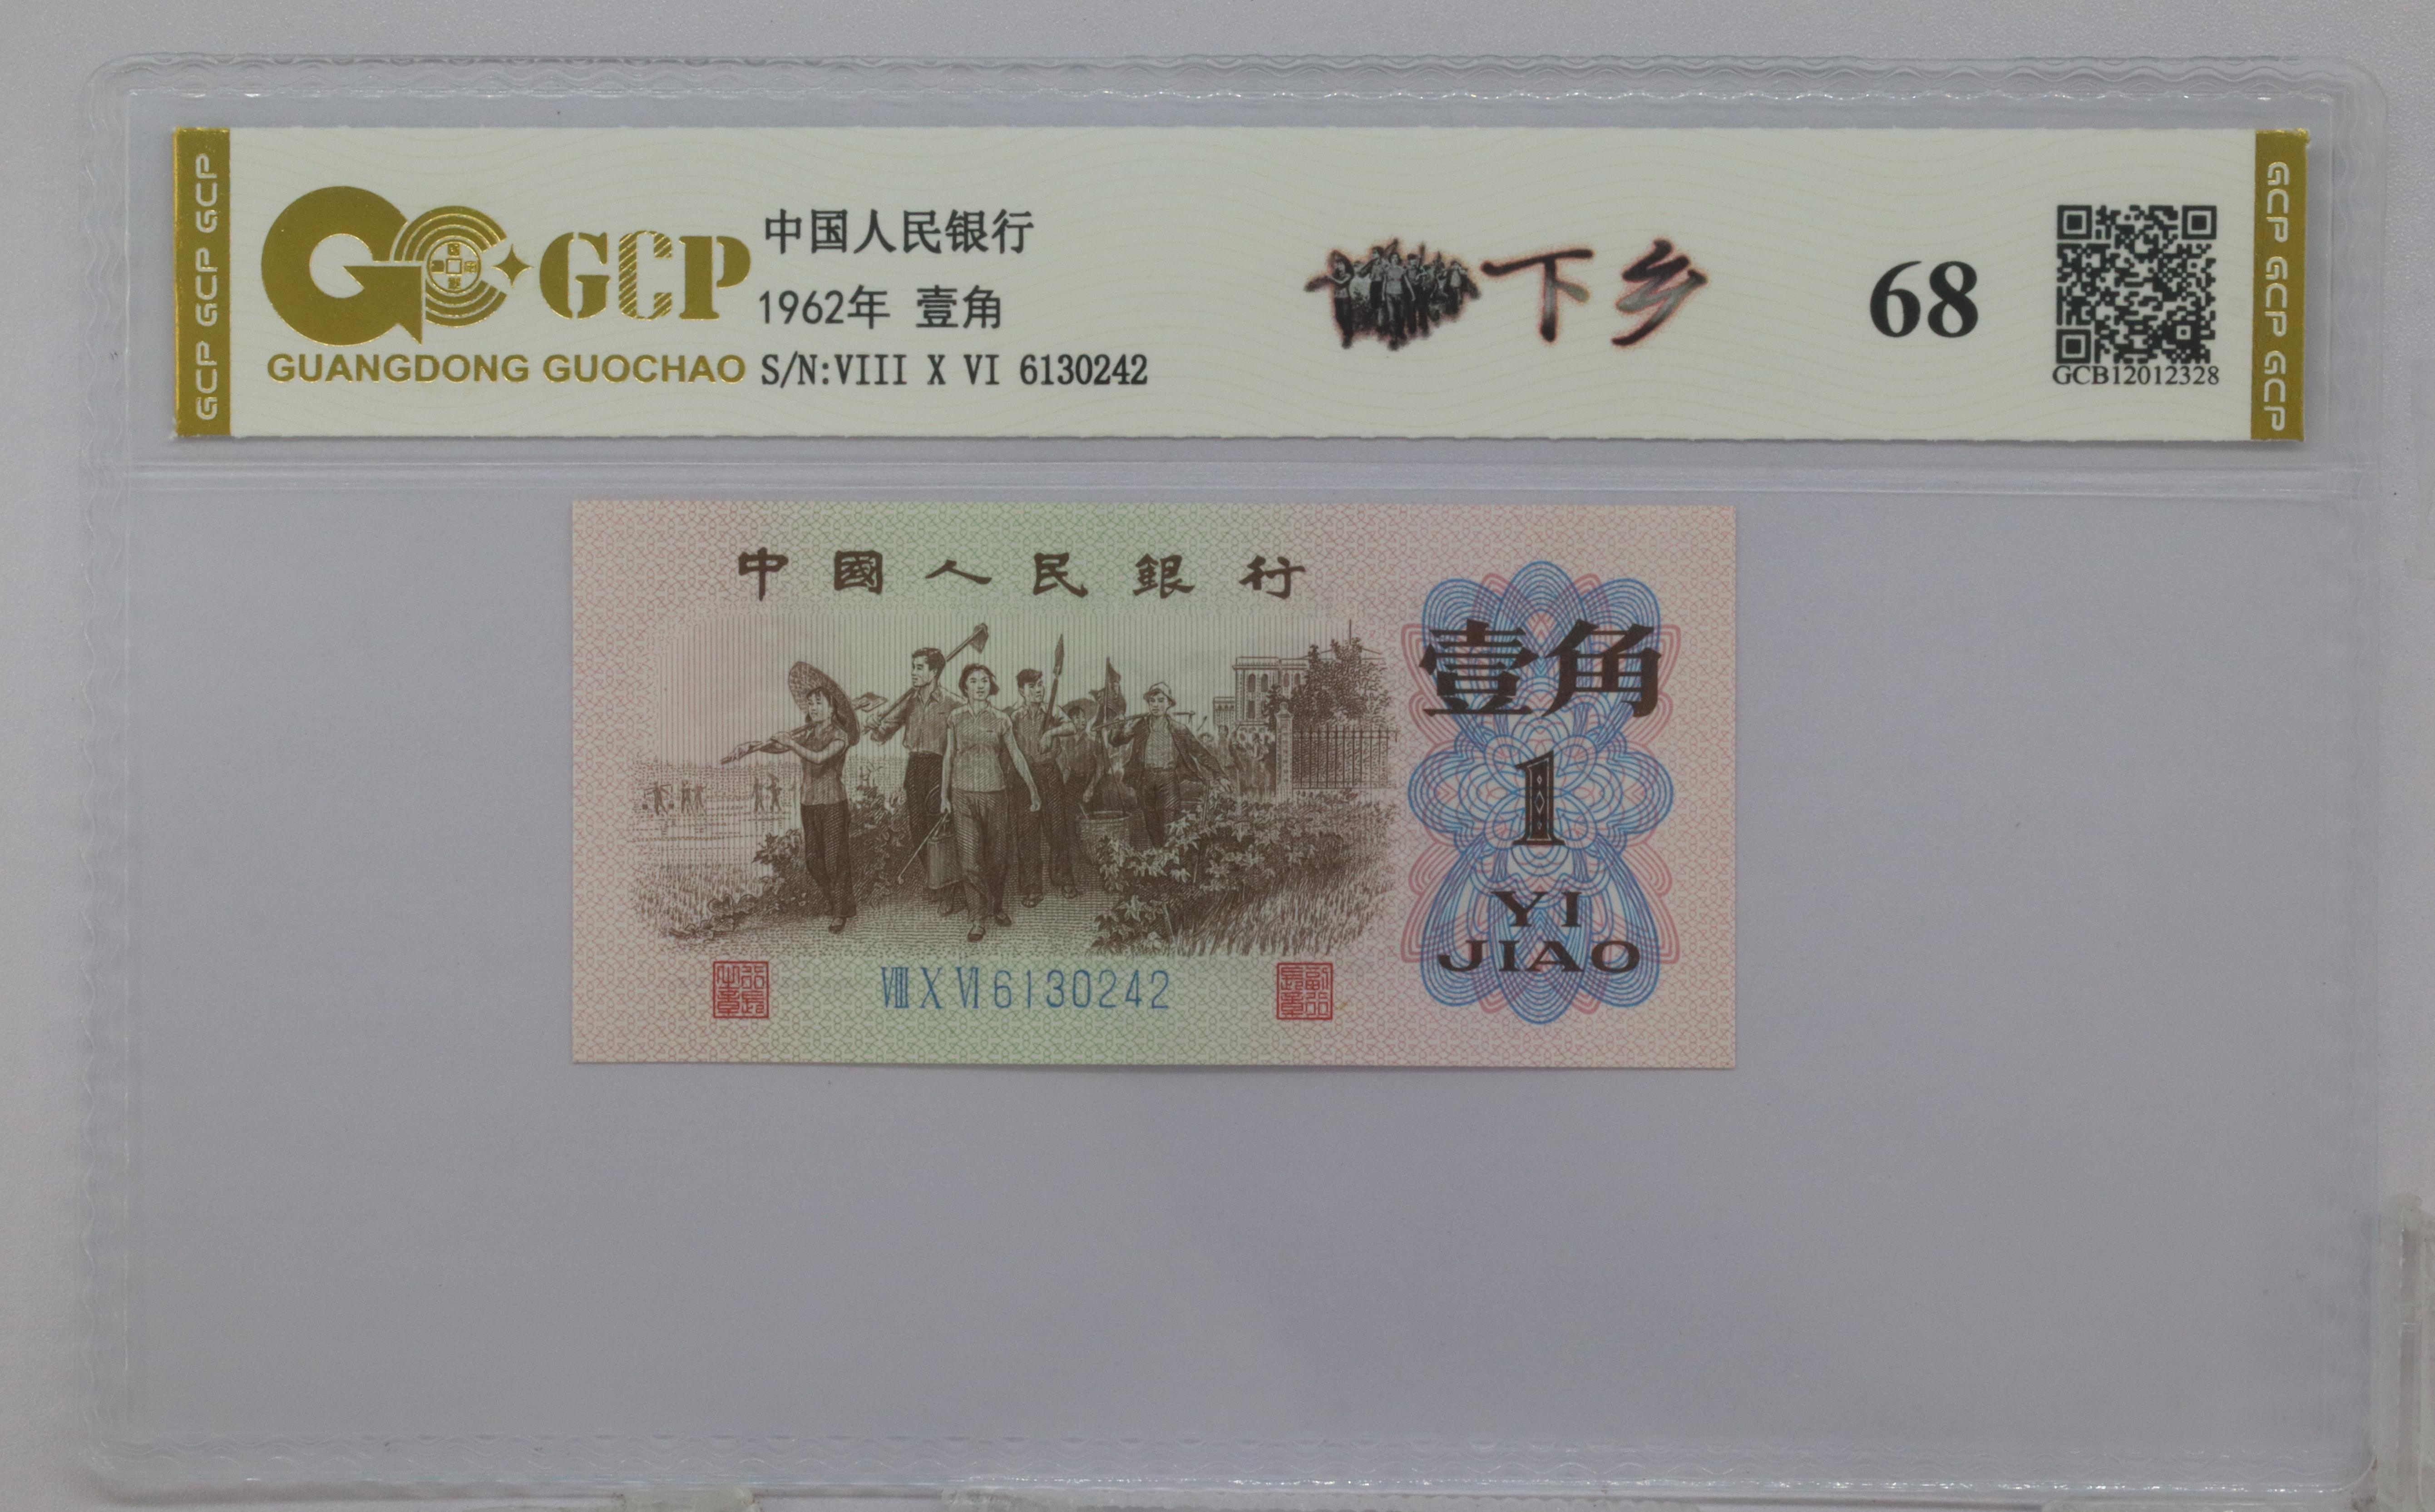 GCP GCP GCP
GCP
GUANGDONG GUOCHAO
中国人民银行
1962年 壹角
S/N:VIII X VI 6130242
下乡
68
GCB12012328
GCP GCP GCP
中國人民銀行
壹角
1
YI
JIAO
VIII X VI 6130242